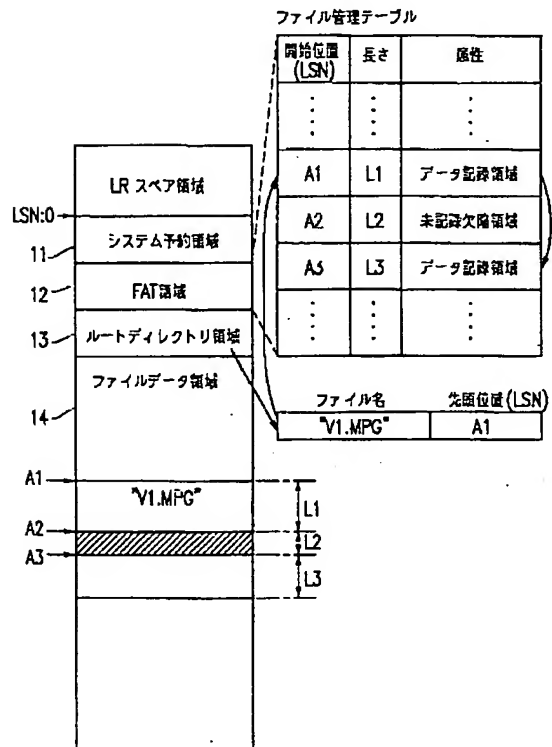 ファイル管理テーブル
開始位置 (LSN) 長さ 属性
A1 L1 データ記録領域
A2 L2 未記録欠陥領域
A3 L3 データ記録領域
LR スペア領域
LSN:0
11 システム予約領域
12 FAT領域
13 ルートディレクトリ領域
ファイルデータ領域
14
ファイル名 先頭位置(LSN)
"V1.MPG" A1
A1
"V1.MPG"
L1
A2
L2
A3
L3